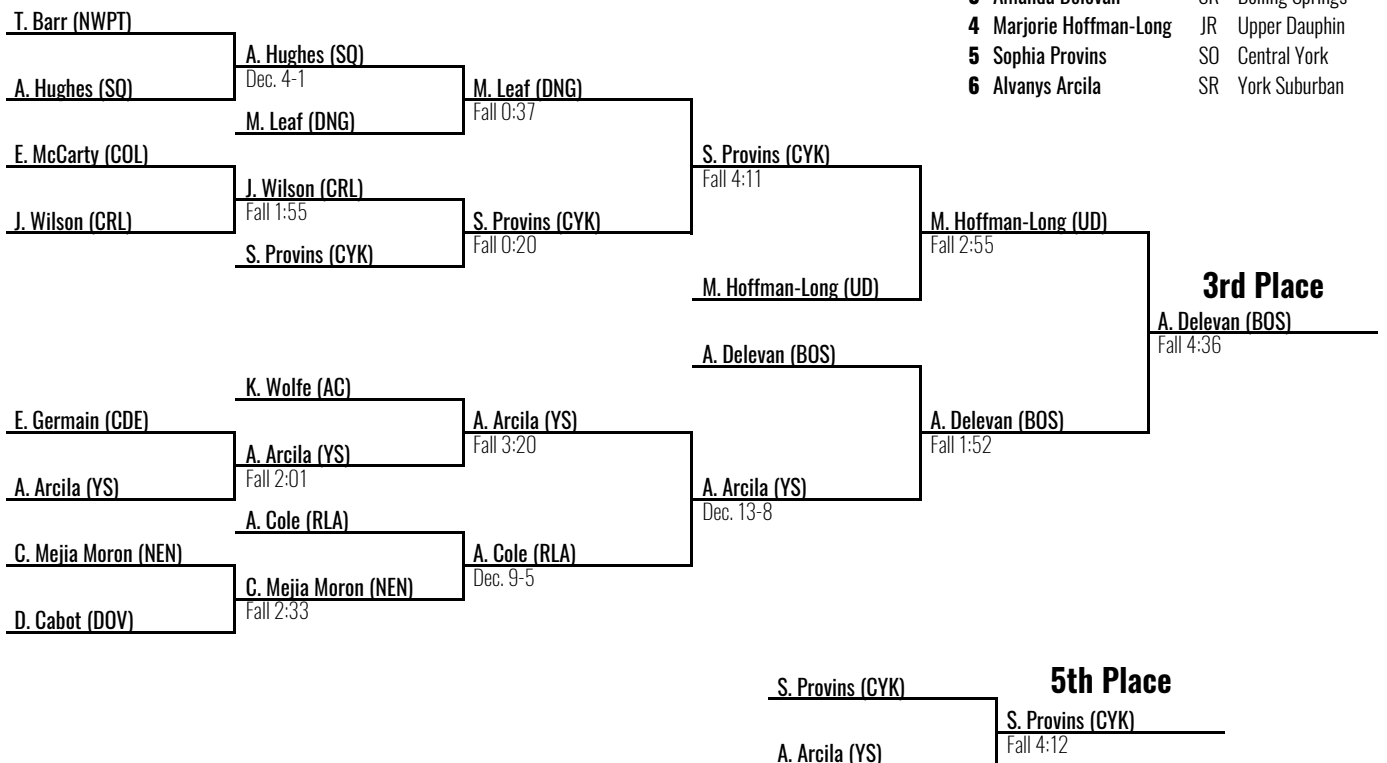 3 Amanda Delevan SR Boiling Springs
4 Marjorie Hoffman-Long JR Upper Dauphin
5 Sophia Provins SO Central York
6 Alvanys Arcila SR York Suburban
T. Barr (NWPT)
A. Hughes (SQ)
Dec. 4-1
A. Hughes (SQ)
M. Leaf (DNG)
Fall 0:37
M. Leaf (DNG)
E. McCarty (COL)
S. Provins (CYK)
Fall 4:11
J. Wilson (CRL)
Fall 1:55
J. Wilson (CRL)
S. Provins (CYK)
Fall 0:20
M. Hoffman-Long (UD)
Fall 2:55
S. Provins (CYK)
M. Hoffman-Long (UD)
3rd Place
A. Delevan (BOS)
Fall 4:36
A. Delevan (BOS)
K. Wolfe (AC)
E. Germain (CDE)
A. Arcila (YS)
Fall 3:20
A. Delevan (BOS)
Fall 1:52
A. Arcila (YS)
Fall 2:01
A. Arcila (YS)
A. Arcila (YS)
Dec. 13-8
A. Cole (RLA)
C. Mejia Moron (NEN)
A. Cole (RLA)
Dec. 9-5
C. Mejia Moron (NEN)
Fall 2:33
D. Cabot (DOV)
5th Place
S. Provins (CYK)
S. Provins (CYK)
Fall 4:12
A. Arcila (YS)